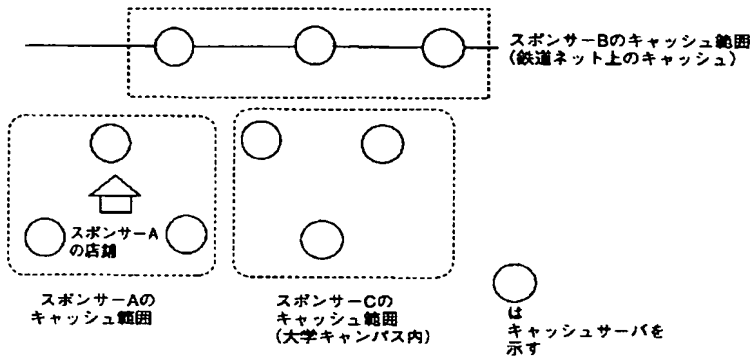 スポンサーBのキャッシュ範囲
(鉄道ネット上のキャッシュ)
スポンサーA
の店舗
スポンサーAの
キャッシュ範囲
スポンサーCの
キャッシュ範囲
(大学キャンパス内)
は
キャッシュサーバを
示す